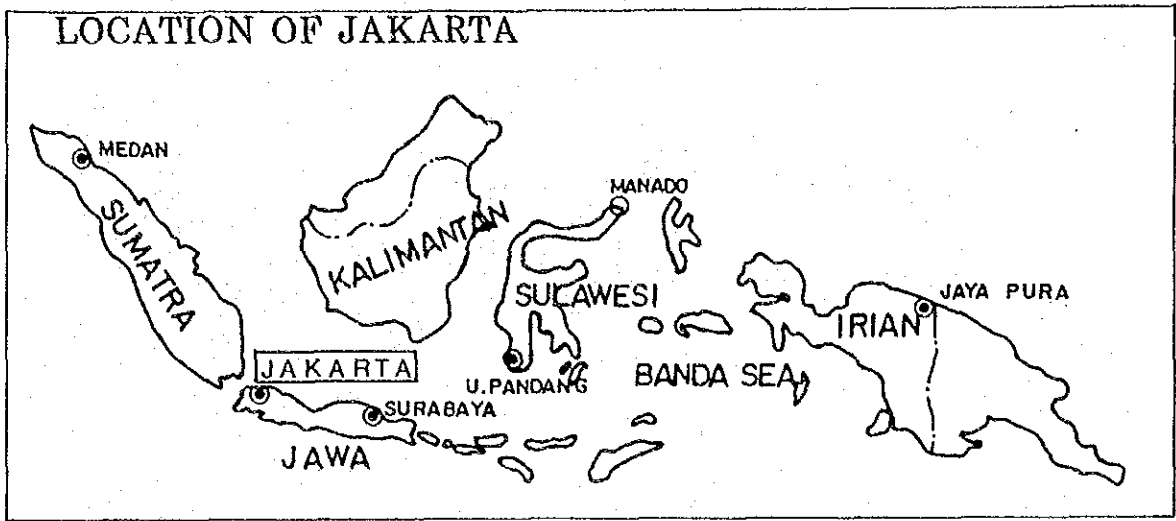 LOCATION OF JAKARTA
MEDAN
SUMATRA
KALIMANTAN
MANADO
SULAWESI
JAYA PURA
IRIAN
JAKARTA
U.PANDANG
BANDA SEA
SURABAYA
JAWA